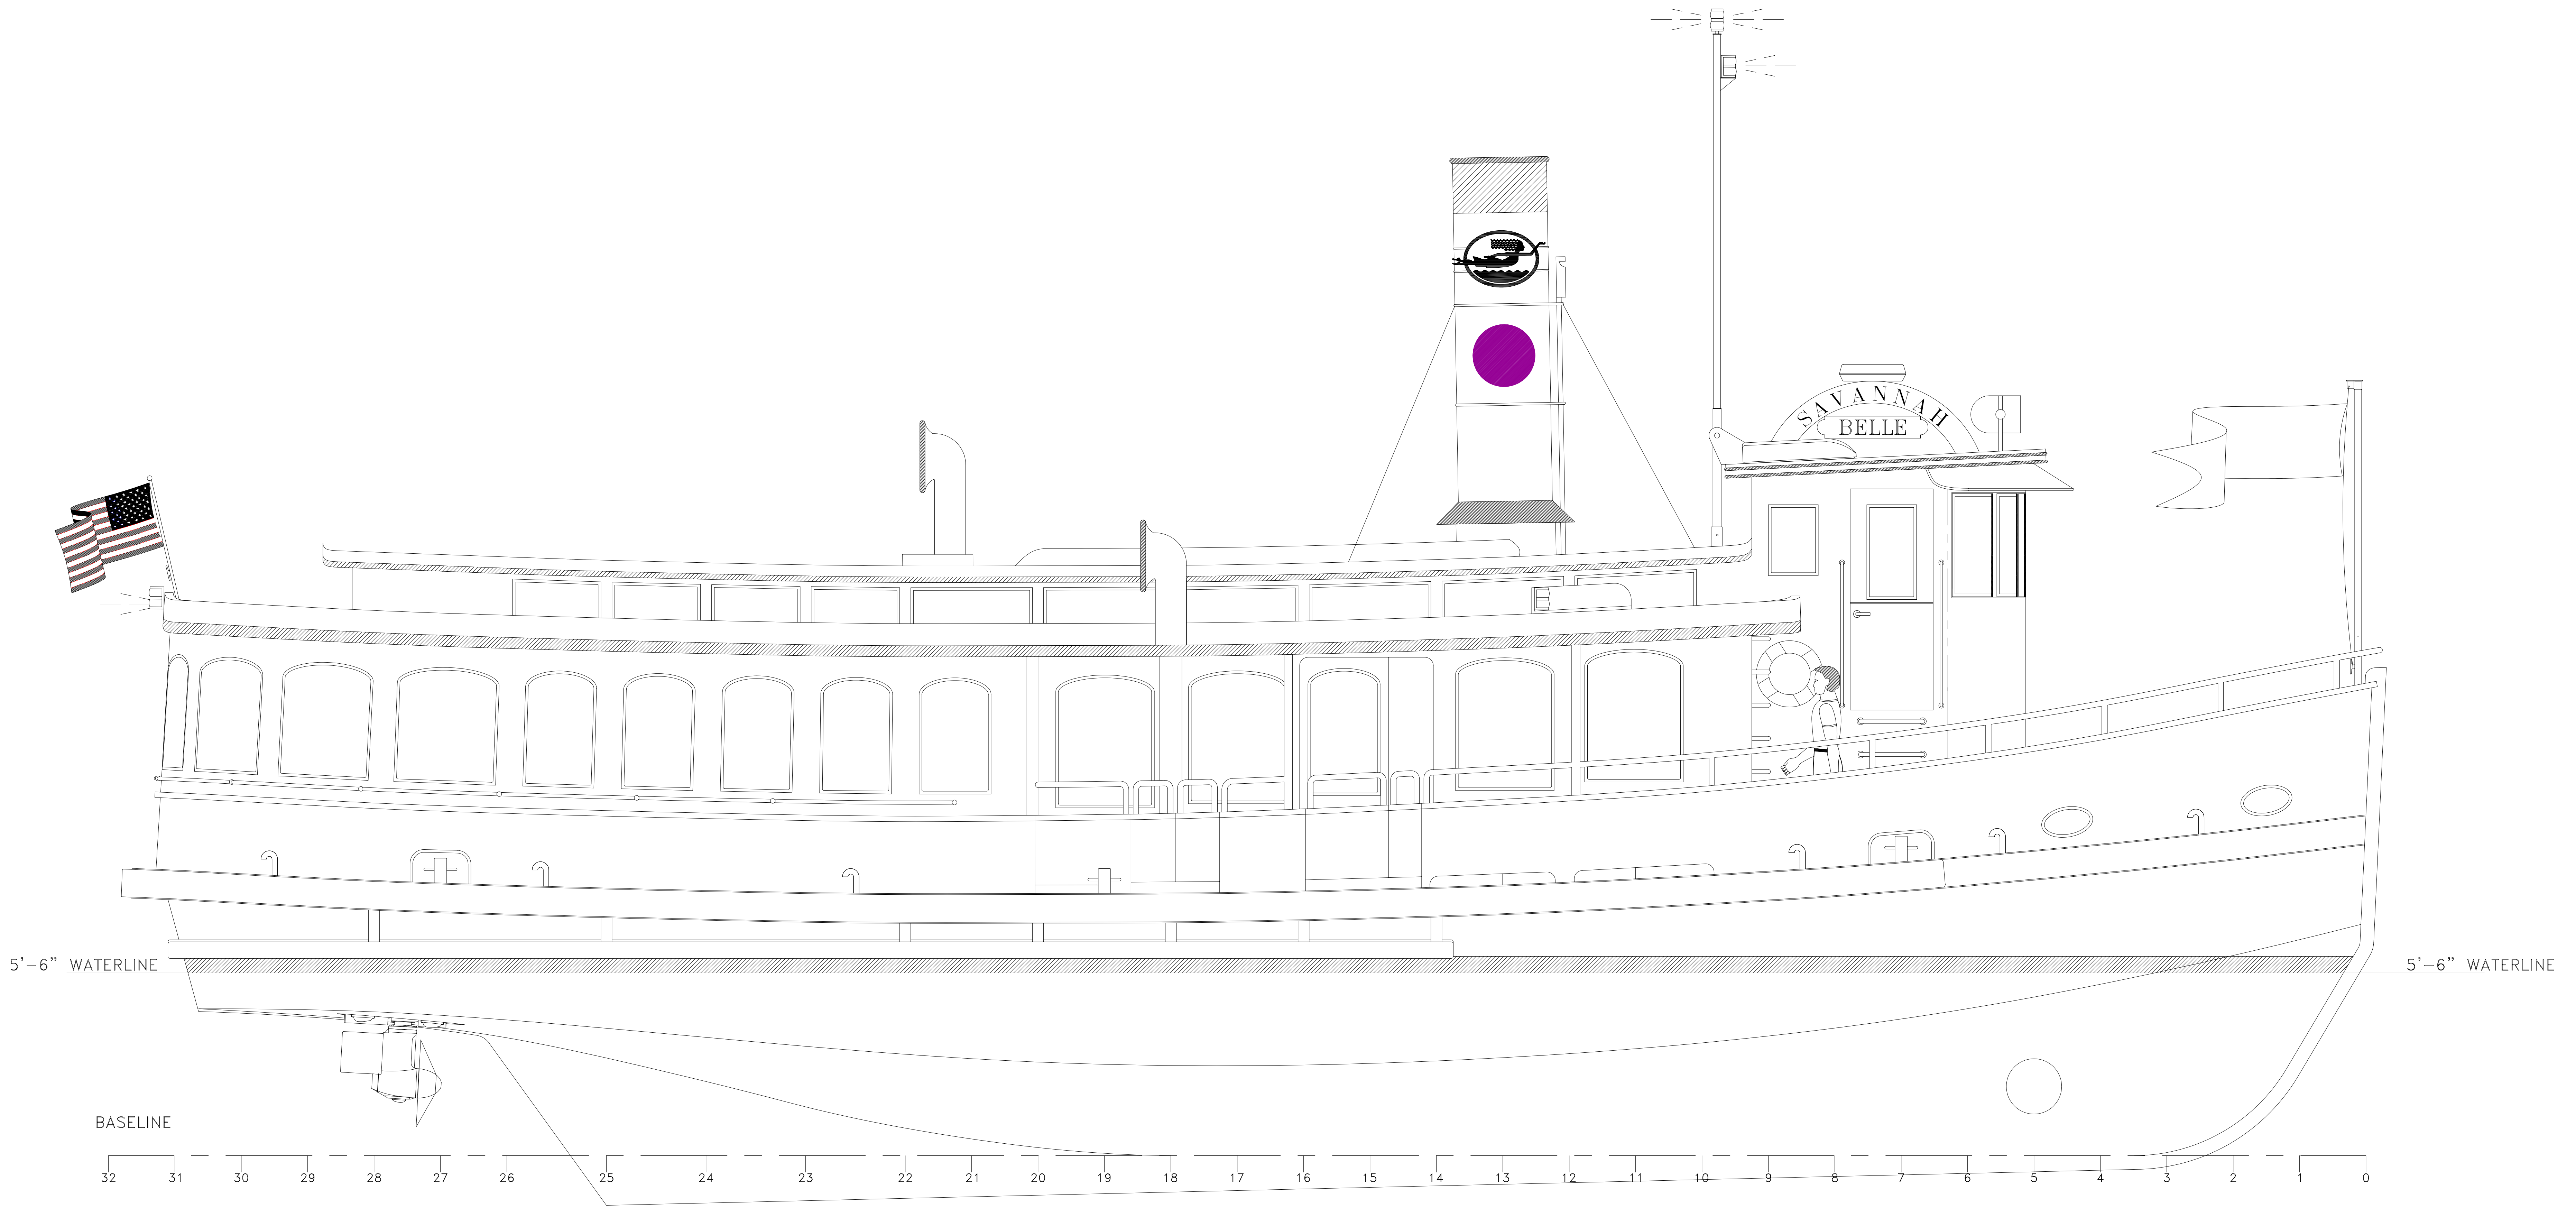 SAVANNAH
BELLE
5'-6" WATERLINE
5'-6" WATERLINE
BASELINE
32 31 30 29 28 27 26 25 24 23 22 21 20 19 18 17 16 15 14 13 12 11 10 9 8 7 6 5 4 3 2 1 0